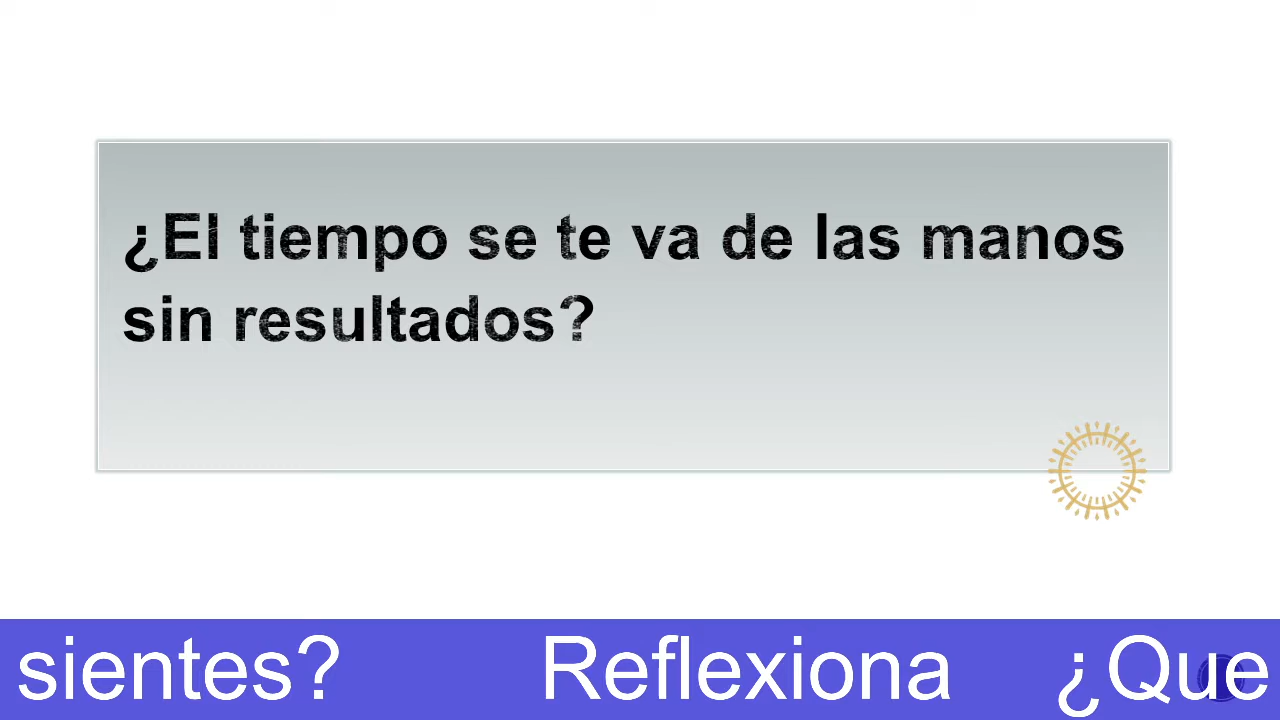 ¿El tiempo se te va de las manos
sin resultados?
sientes? Reflexiona ¿Que